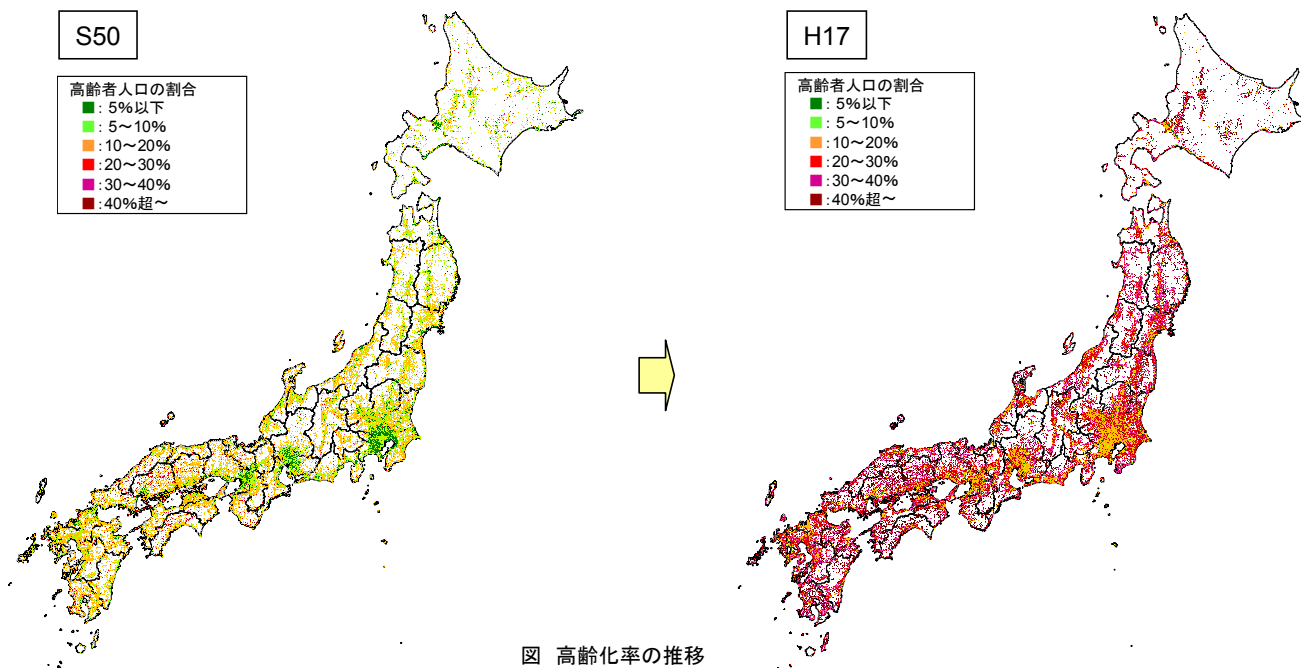 S50
高齢者人口の割合
■：5％以下
■：5～10％
■：10～20％
■：20～30％
■：30～40％
■：40％超～
H17
高齢者人口の割合
■：5％以下
■：5～10％
■：10～20％
■：20～30％
■：30～40％
■：40％超～
図 高齢化率の推移